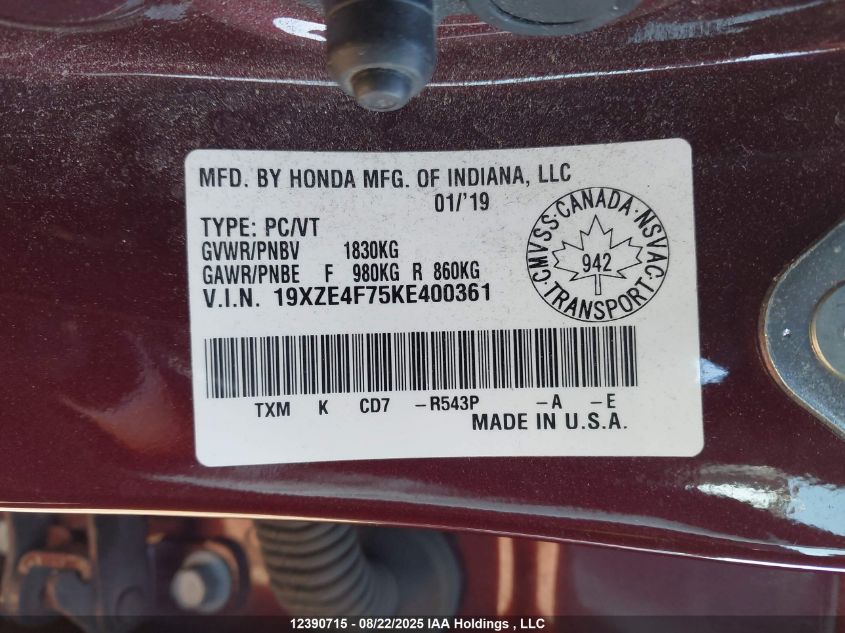 MFD. BY HONDA MFG. OF INDIANA, LLC
01/'19
TYPE: PC/VT
GVWR/PNBV 1830KG
GAWR/PNBE F 980KG R 860KG
V.I.N. 19XZE4F75KE400361
CMVSS·CANADA·NSVAC·TRANSPORT·
942
TXM K CD7 –R543P –A –E
MADE IN U.S.A.
12390715 - 08/22/2025 IAA Holdings , LLC